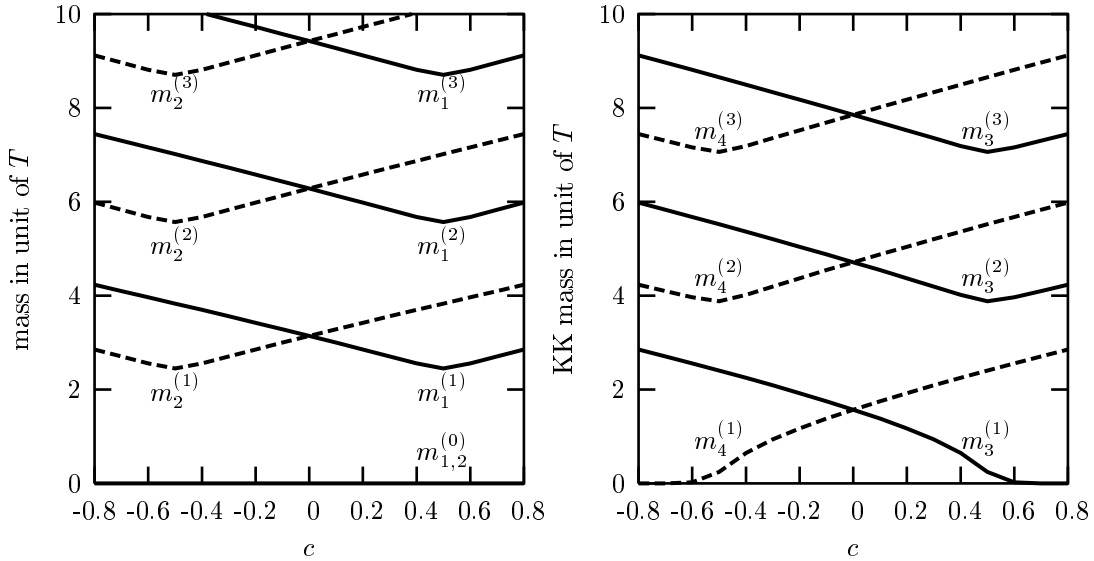 10
8
6
4
2
0
mass in unit of T
m_2^{(3)}
m_1^{(3)}
m_2^{(2)}
m_1^{(2)}
m_2^{(1)}
m_1^{(1)}
m_{1,2}^{(0)}
-0.8 -0.6 -0.4 -0.2 0 0.2 0.4 0.6 0.8
c
10
8
6
4
2
0
KK mass in unit of T
m_4^{(3)}
m_3^{(3)}
m_4^{(2)}
m_3^{(2)}
m_4^{(1)}
m_3^{(1)}
-0.8 -0.6 -0.4 -0.2 0 0.2 0.4 0.6 0.8
c